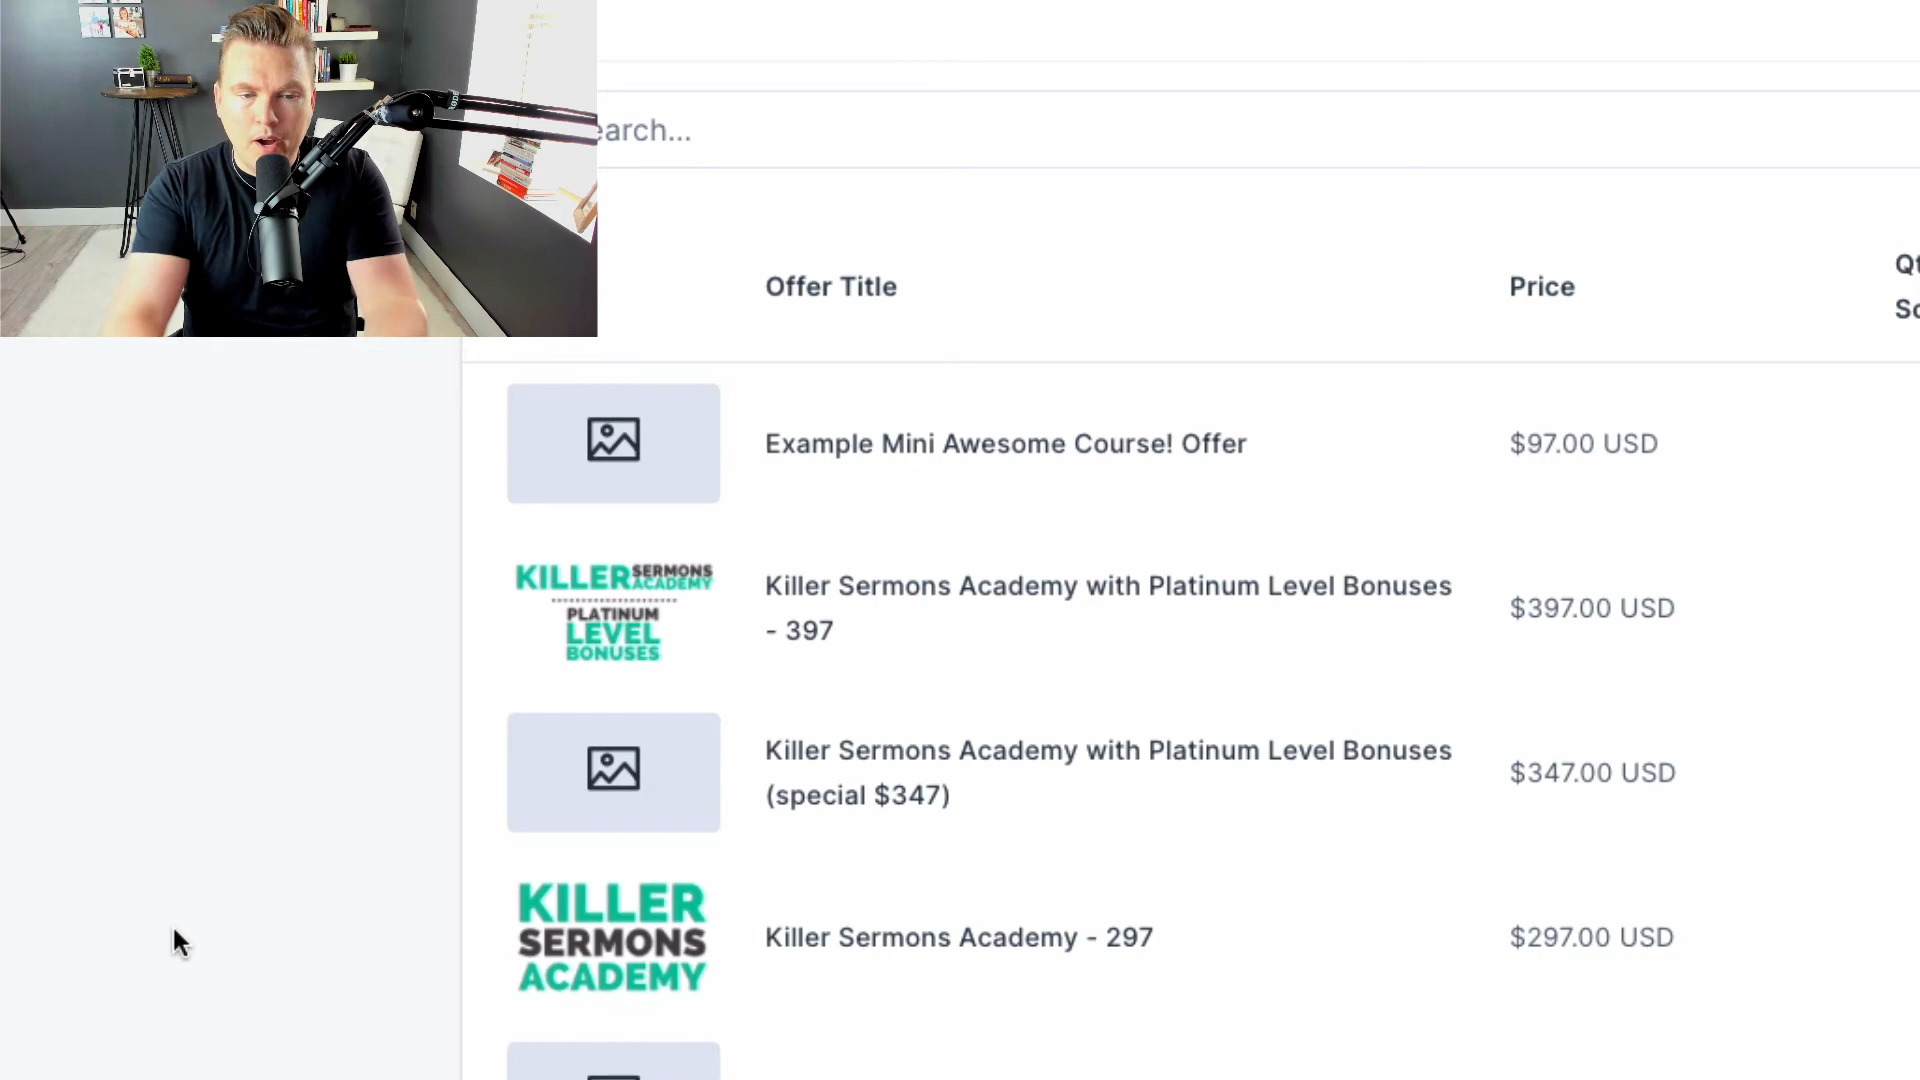 earch...
Offer Title
Price
Qt
So
Example Mini Awesome Course! Offer
$97.00 USD
KILLER SERMONS
ACADEMY
PLATINUM
LEVEL
BONUSES
Killer Sermons Academy with Platinum Level Bonuses
- 397
$397.00 USD
Killer Sermons Academy with Platinum Level Bonuses
(special $347)
$347.00 USD
KILLER
SERMONS
ACADEMY
Killer Sermons Academy - 297
$297.00 USD